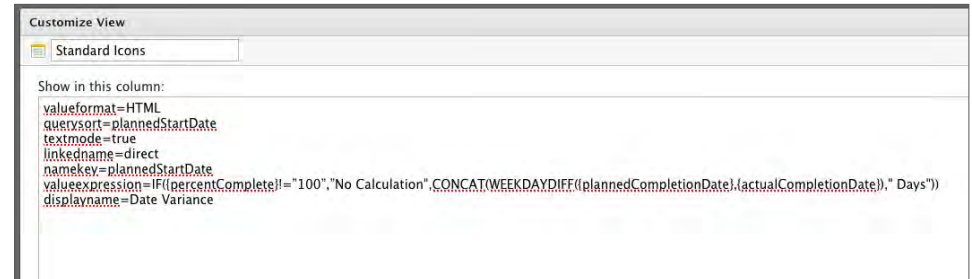 Customize View
Standard Icons
Show in this column:
valueformat=HTML
querysort=plannedStartDate
textmode=true
linkedname=direct
namekey=plannedStartDate
valueexpression=IF({percentComplete}!="100","No Calculation",CONCAT(WEEKDAYDIFF({plannedCompletionDate},{actualCompletionDate})," Days"))
displayname=Date Variance